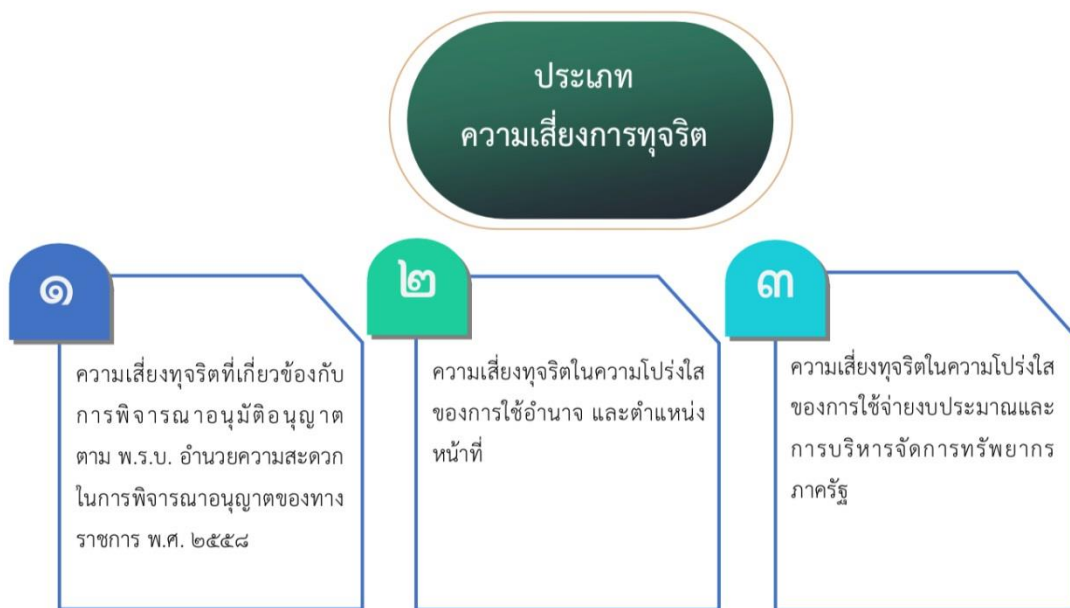 ประเภท
ความเสี่ยงการทุจริต
๑
ความเสี่ยงทุจริตที่เกี่ยวข้องกับ
การพิจารณาอนุมัติอนุญาต
ตาม พ.ร.บ. อำนวยความสะดวก
ในการพิจารณาอนุญาตของทาง
ราชการ พ.ศ. ๒๕๕๘
๒
ความเสี่ยงทุจริตในความโปร่งใส
ของการใช้อำนาจ และตำแหน่ง
หน้าที่
๓
ความเสี่ยงทุจริตในความโปร่งใส
ของการใช้จ่ายงบประมาณและ
การบริหารจัดการทรัพยากร
ภาครัฐ